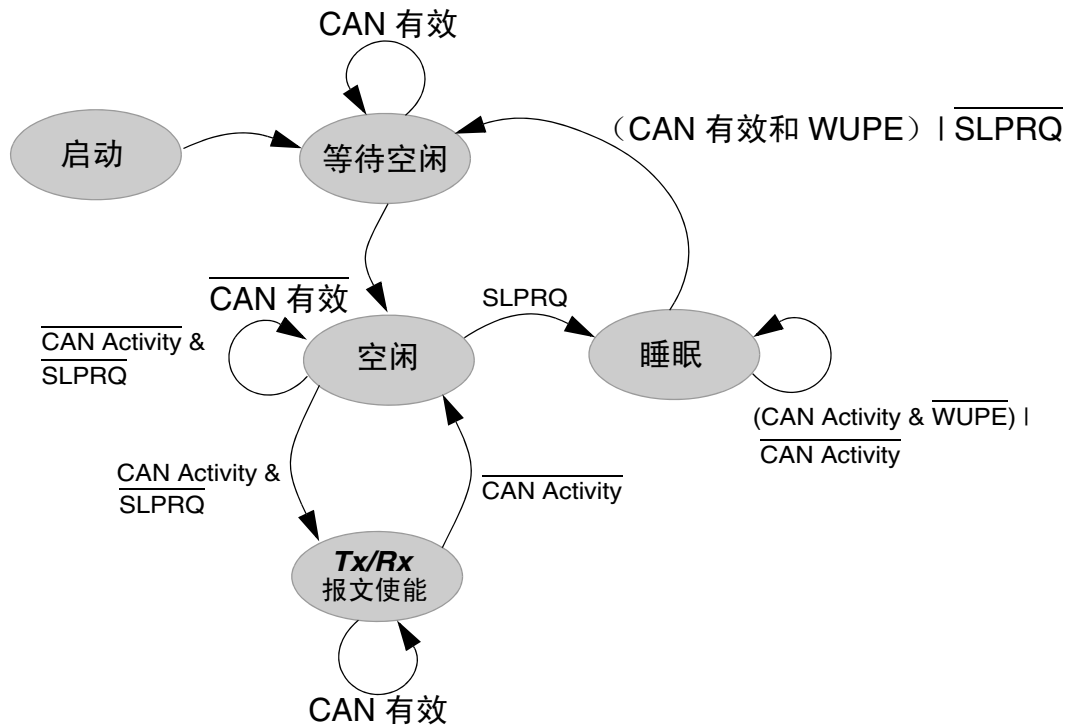 CAN 有效
启动
等待空闲
（CAN 有效和 WUPE）| SLPRQ
CAN 有效
CAN Activity &
SLPRQ
空闲
SLPRQ
睡眠
(CAN Activity & WUPE) |
CAN Activity
CAN Activity &
SLPRQ
CAN Activity
Tx/Rx
报文使能
CAN 有效